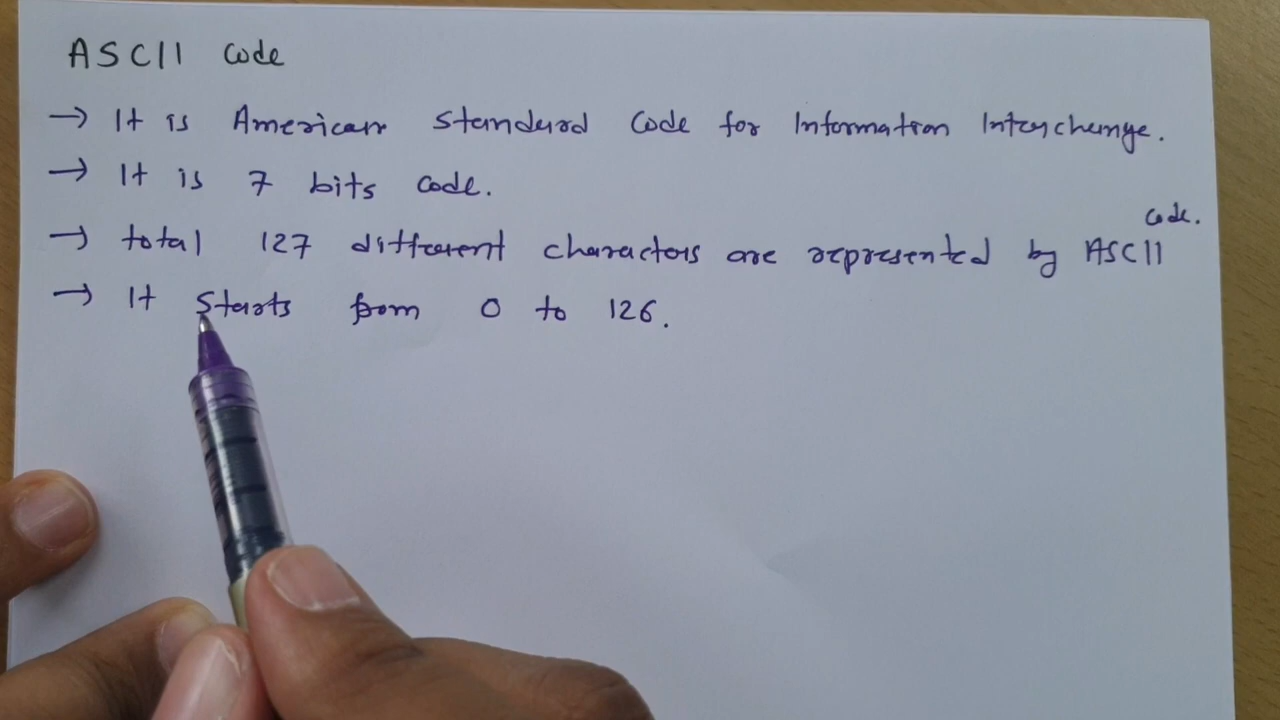 ASCII Code
→ It is American Standard Code for Information Interchange.
→ It is 7 bits code.
→ total 127 different characters are represented by ASCII code.
→ It Starts from 0 to 126.